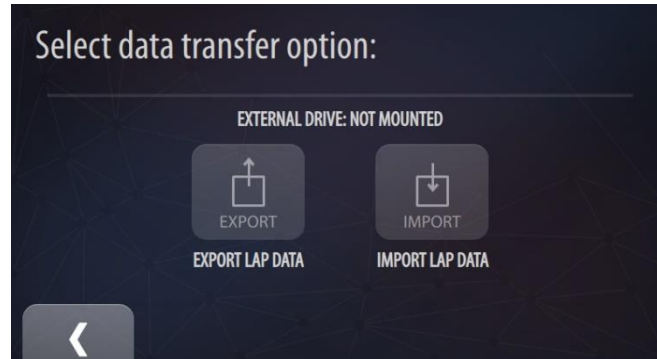 Select data transfer option:
EXTERNAL DRIVE: NOT MOUNTED
EXPORT
IMPORT
EXPORT LAP DATA
IMPORT LAP DATA